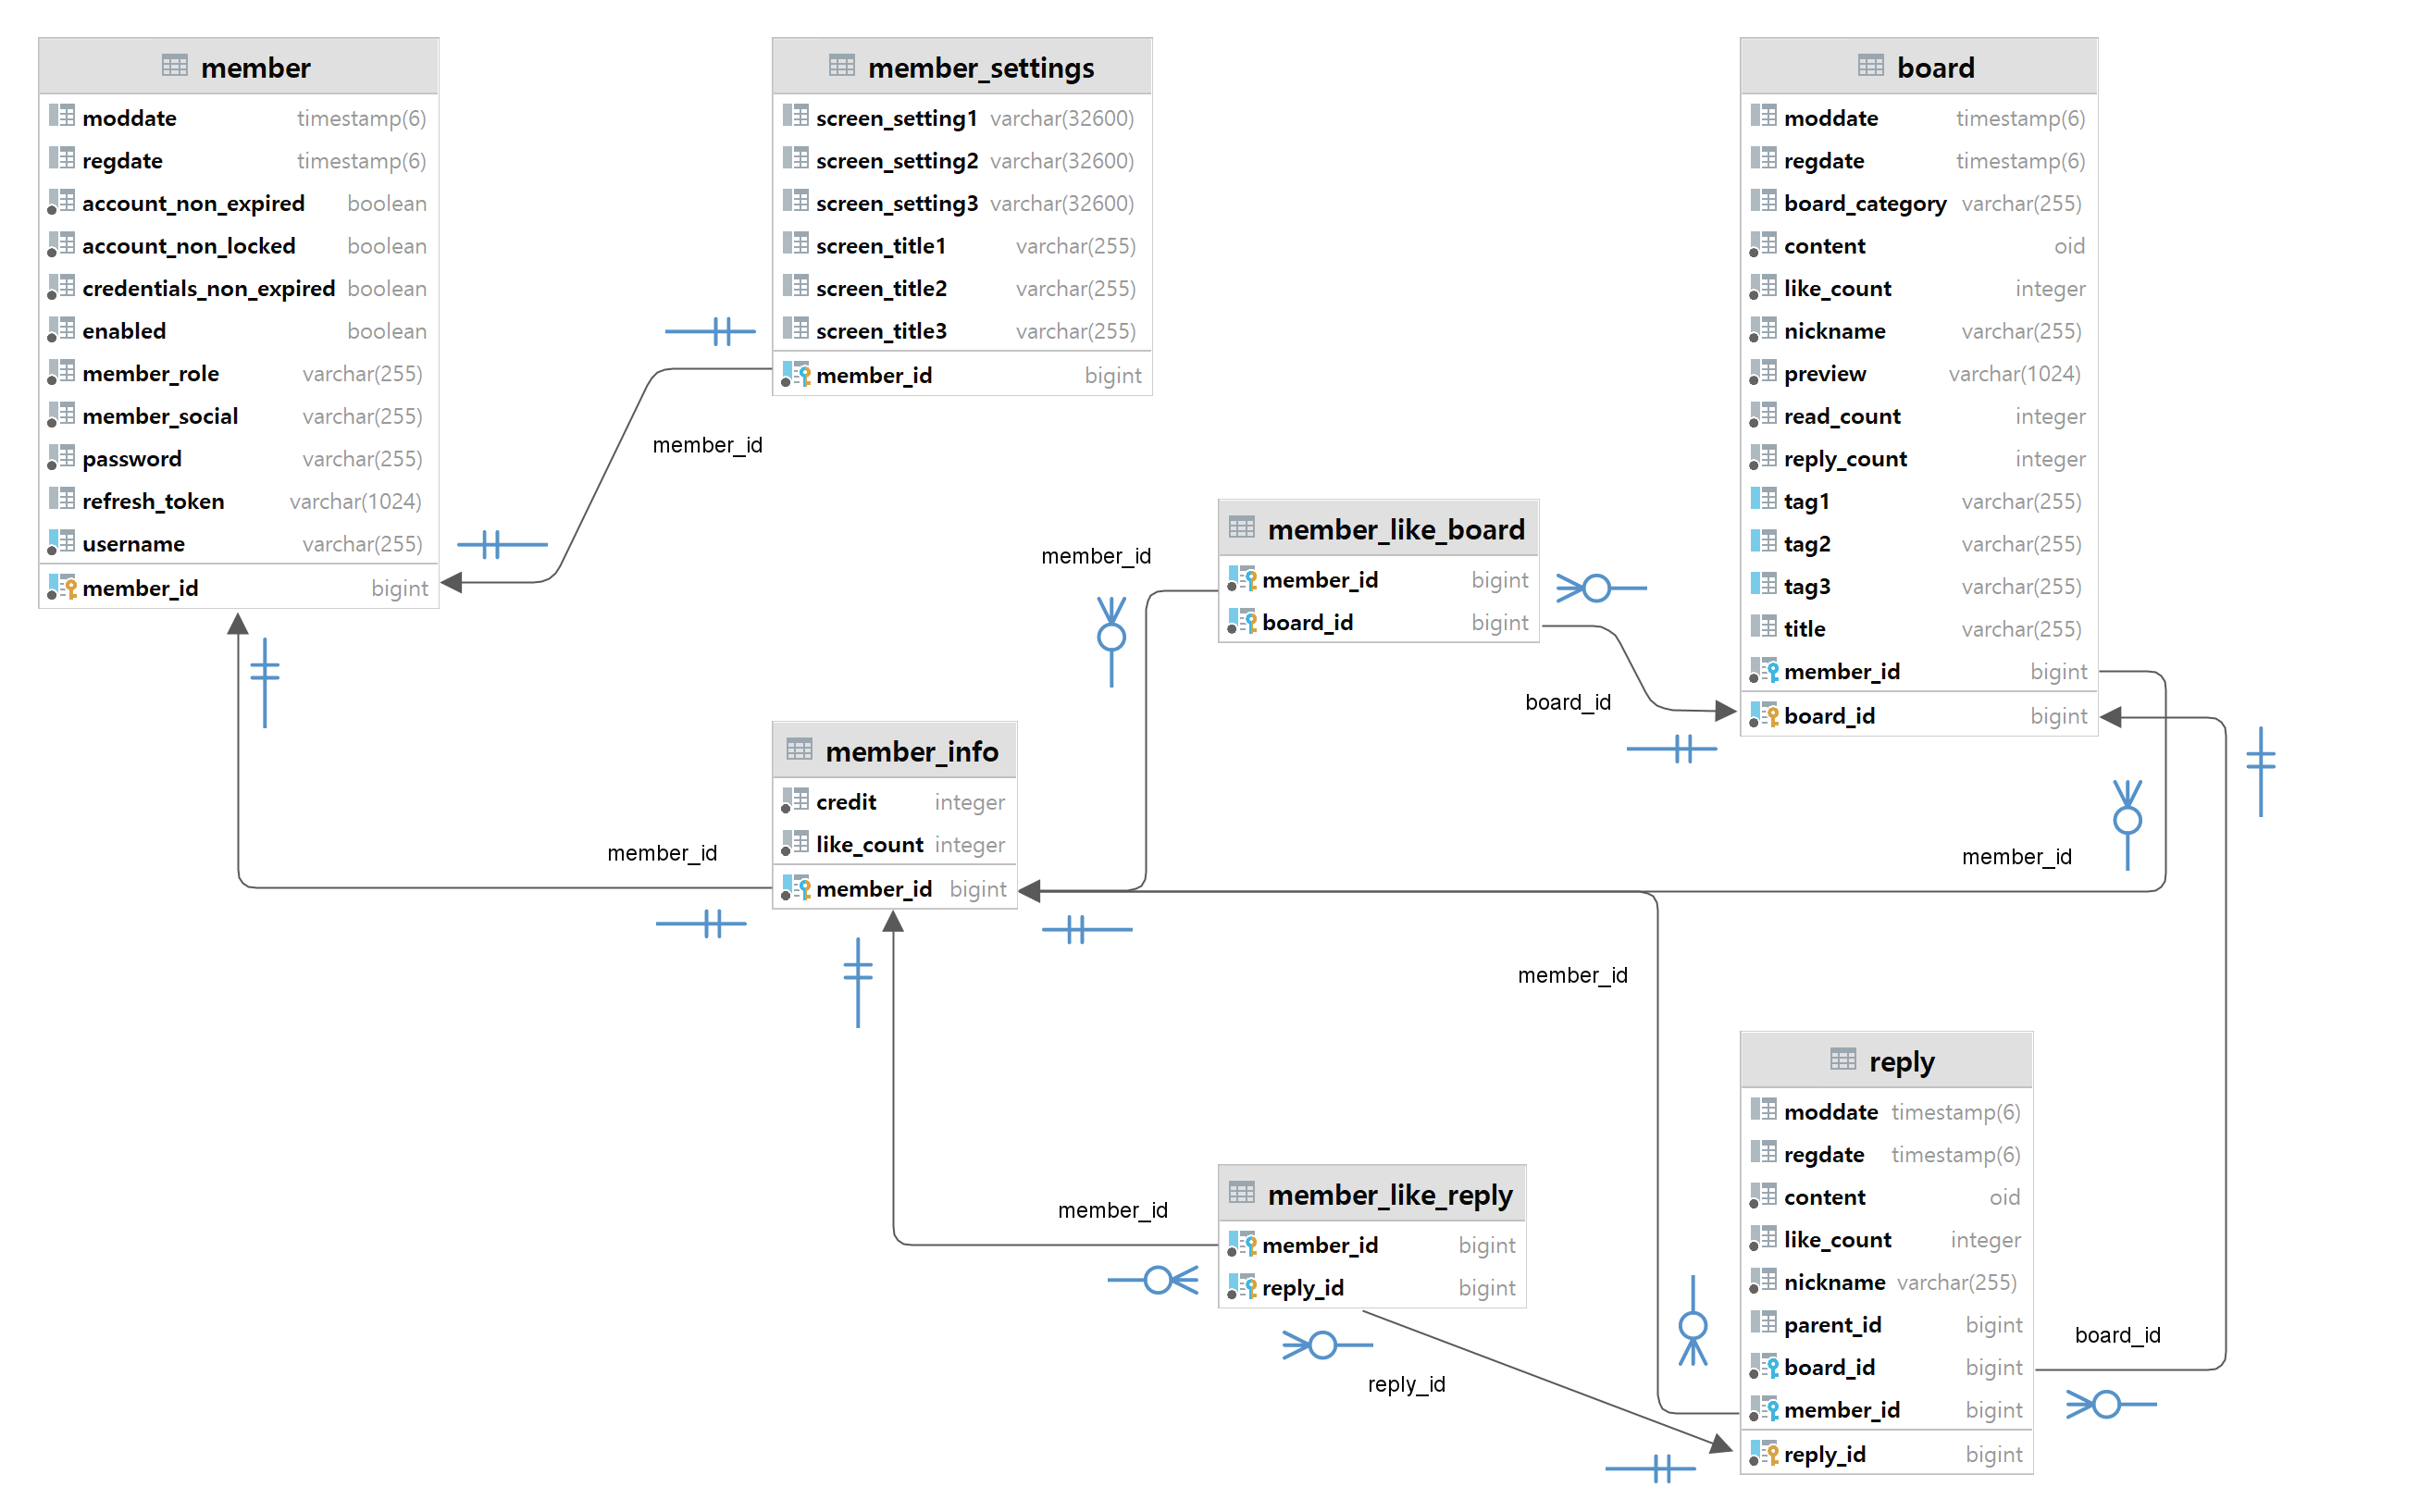 member
moddate timestamp(6)
regdate timestamp(6)
account_non_expired boolean
account_non_locked boolean
credentials_non_expired boolean
enabled boolean
member_role varchar(255)
member_social varchar(255)
password varchar(255)
refresh_token varchar(1024)
username varchar(255)
member_id bigint
member_settings
screen_setting1 varchar(32600)
screen_setting2 varchar(32600)
screen_setting3 varchar(32600)
screen_title1 varchar(255)
screen_title2 varchar(255)
screen_title3 varchar(255)
member_id bigint
member_id
board
moddate timestamp(6)
regdate timestamp(6)
board_category varchar(255)
content oid
like_count integer
nickname varchar(255)
preview varchar(1024)
read_count integer
reply_count integer
tag1 varchar(255)
tag2 varchar(255)
tag3 varchar(255)
title varchar(255)
member_id bigint
board_id bigint
member_id
member_like_board
member_id bigint
board_id bigint
board_id
member_info
credit integer
like_count integer
member_id bigint
member_id
member_id
member_id
member_like_reply
member_id bigint
reply_id bigint
member_id
reply_id
reply
moddate timestamp(6)
regdate timestamp(6)
content oid
like_count integer
nickname varchar(255)
parent_id bigint
board_id bigint
member_id bigint
reply_id bigint
board_id